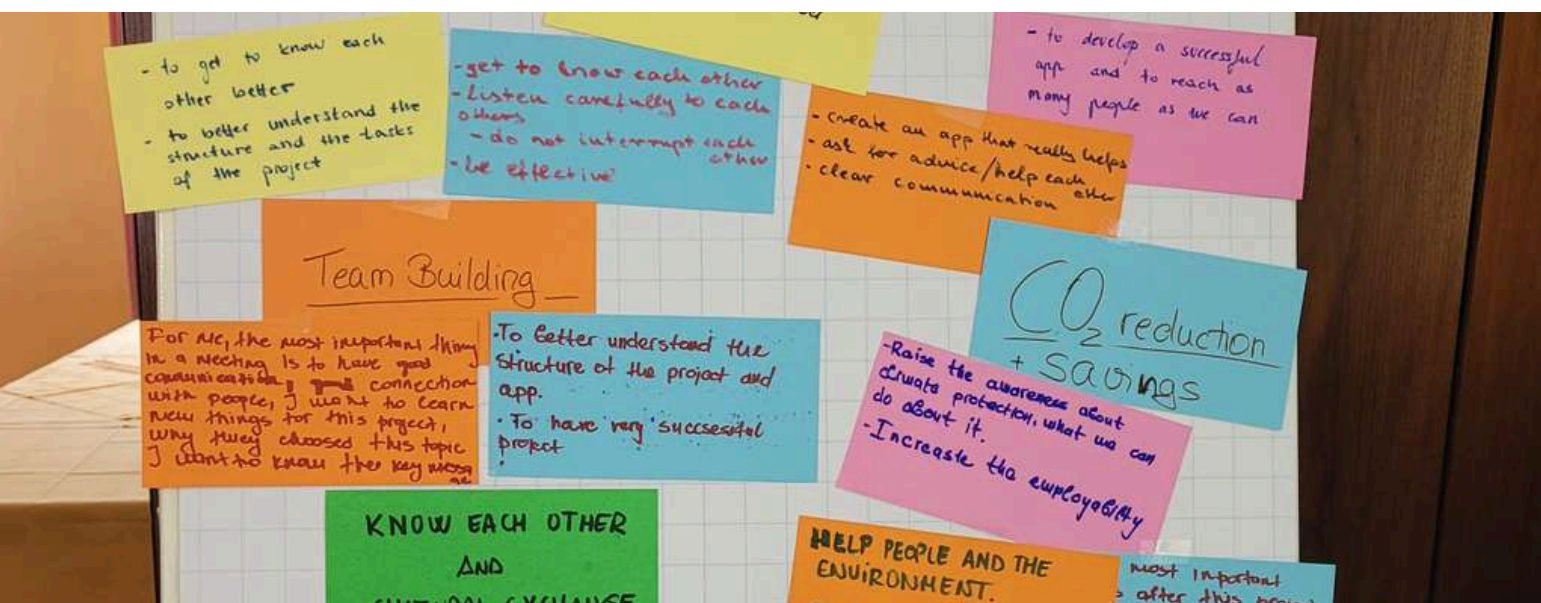 - to get to know each
other better
- to better understand the
structure and the tasks
of the project
- get to know each other
- Listen carefully to each
others
- do not interrupt each
other
- be effective
- create an app that really helps
- ask for advice/help each
other
- clear communication
- to develop a successful
app and to reach as
many people as we can
Team Building
CO2 reduction
+ savings
For me, the most important thing
in a meeting is to have good
communication, connection
with people, I want to learn
new things for this project,
why they choosed this topic
I want to know the key messa
ge
· To better understand the
structure of the project and
app.
· To have very succsessful
project
- Raise the awareness about
climate protection, what we can
do about it.
- Increase the employability
KNOW EACH OTHER
AND
CULTURAL EXCHANGE
HELP PEOPLE AND THE
ENVIRONMENT.
most important
after this